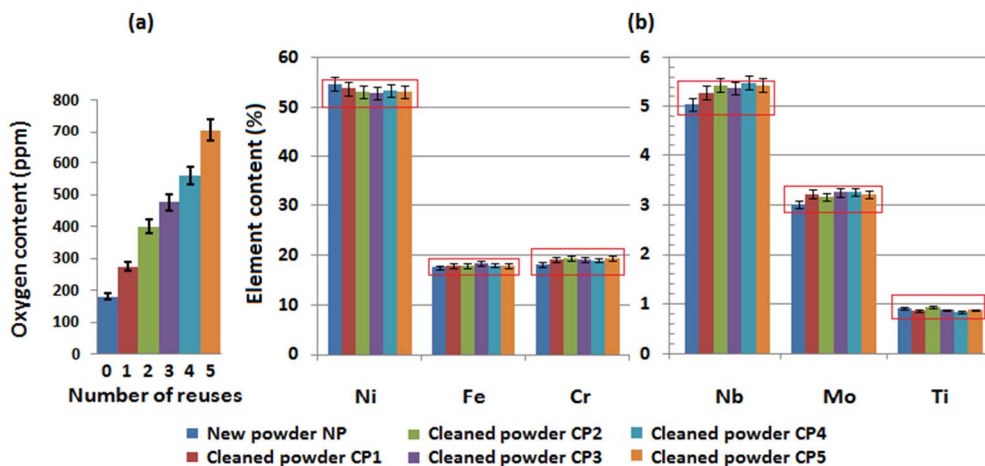 (a)
(b)
Oxygen content (ppm)
800
700
600
500
400
300
200
100
0
0 1 2 3 4 5
Number of reuses
Element content (%)
60
50
40
30
20
10
0
Ni Fe Cr
6
5
4
3
2
1
0
Nb Mo Ti
New powder NP Cleaned powder CP2 Cleaned powder CP4
Cleaned powder CP1 Cleaned powder CP3 Cleaned powder CP5